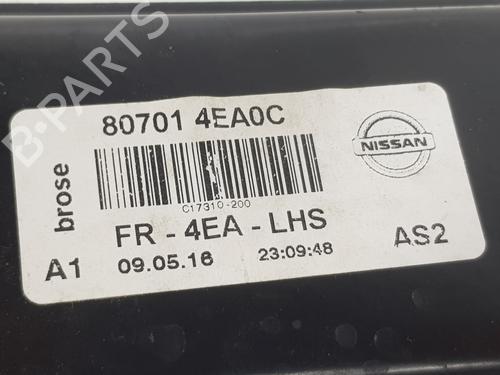 80701 4EA0C
NISSAN
brose
C17310-200
FR - 4EA - LHS
A1
09.05.16
23:09:48
AS2
B-PARTS